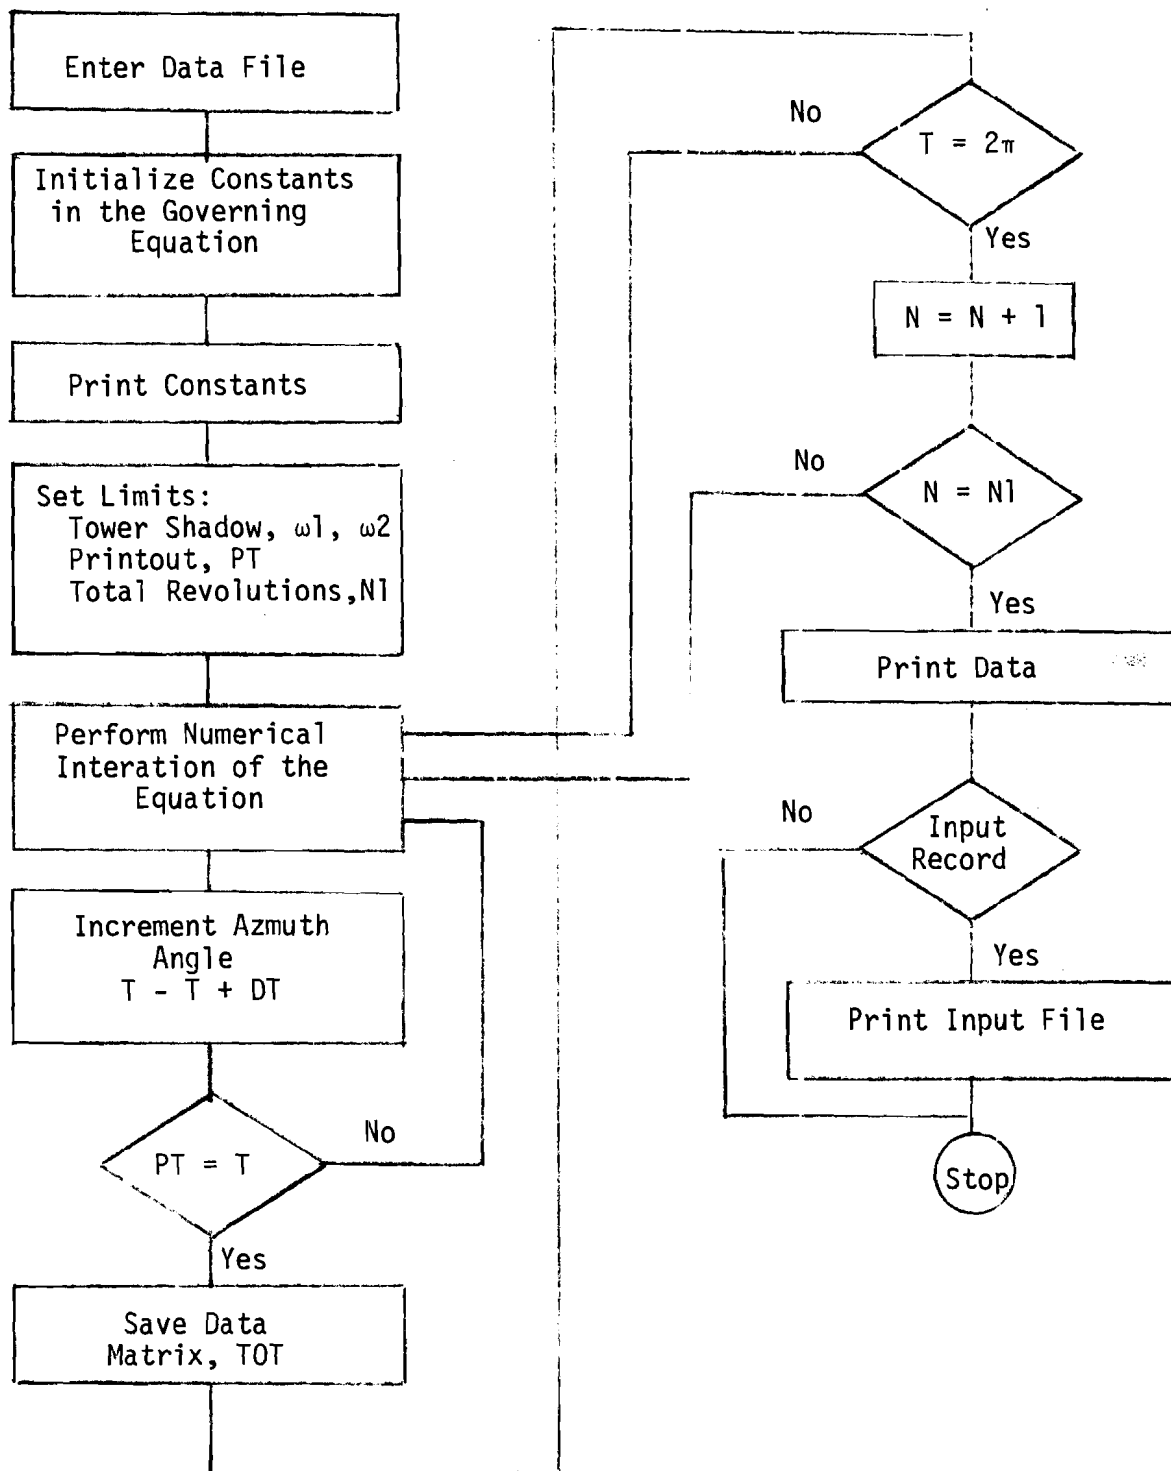 Enter Data File
Initialize Constants
in the Governing
Equation
Print Constants
Set Limits:
Tower Shadow, ω1, ω2
Printout, PT
Total Revolutions,N1
Perform Numerical
Interation of the
Equation
Increment Azmuth
Angle
T - T + DT
PT = T
No
Yes
Save Data
Matrix, TOT
T = 2π
No
Yes
N = N + 1
N = N1
No
Yes
Print Data
Input
Record
No
Yes
Print Input File
Stop